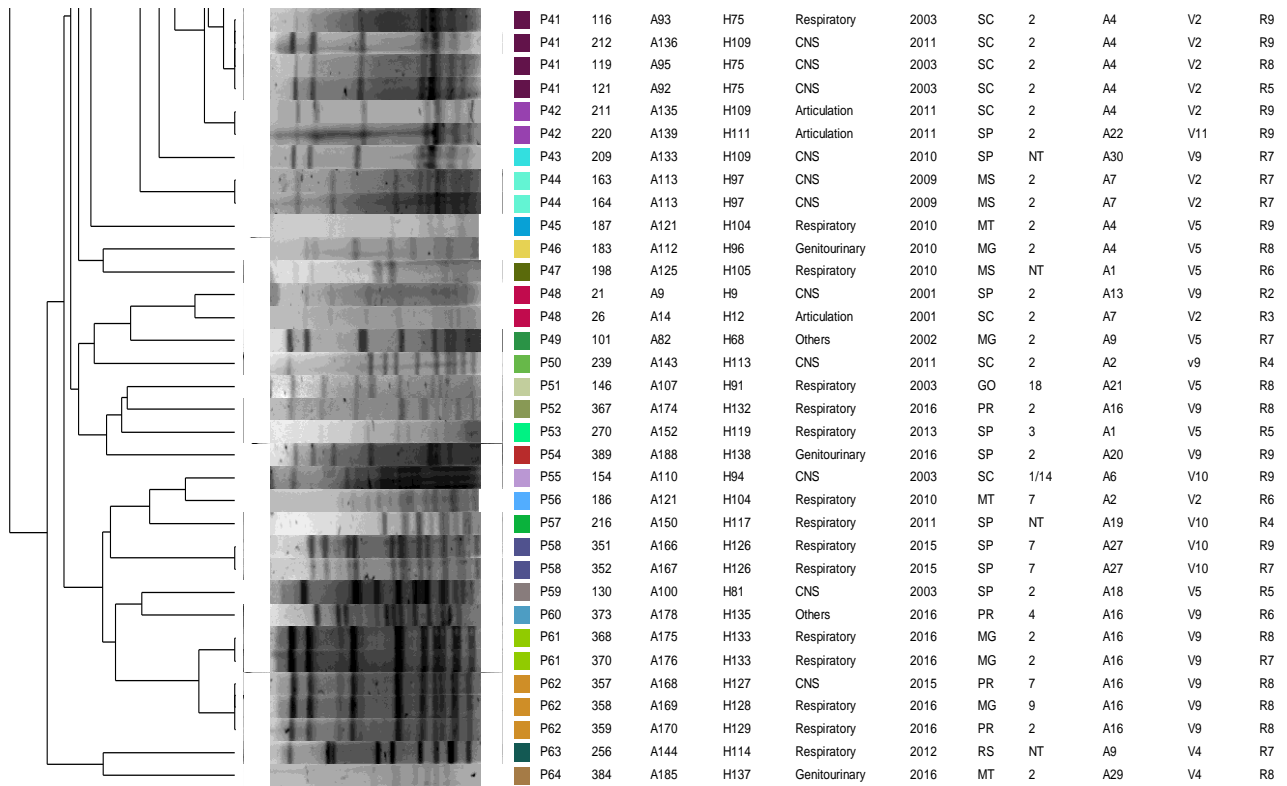 P41 116 A93 H75 Respiratory 2003 SC 2 A4 V2 R9
P41 212 A136 H109 CNS 2011 SC 2 A4 V2 R9
P41 119 A95 H75 CNS 2003 SC 2 A4 V2 R8
P41 121 A92 H75 CNS 2003 SC 2 A4 V2 R5
P42 211 A135 H109 Articulation 2011 SC 2 A4 V2 R9
P42 220 A139 H111 Articulation 2011 SP 2 A22 V11 R9
P43 209 A133 H109 CNS 2010 SP NT A30 V9 R7
P44 163 A113 H97 CNS 2009 MS 2 A7 V2 R7
P44 164 A113 H97 CNS 2009 MS 2 A7 V2 R7
P45 187 A121 H104 Respiratory 2010 MT 2 A4 V5 R9
P46 183 A112 H96 Genitourinary 2010 MG 2 A4 V5 R8
P47 198 A125 H105 Respiratory 2010 MS NT A1 V5 R6
P48 21 A9 H9 CNS 2001 SP 2 A13 V9 R2
P48 26 A14 H12 Articulation 2001 SC 2 A7 V2 R3
P49 101 A82 H68 Others 2002 MG 2 A9 V5 R7
P50 239 A143 H113 CNS 2011 SC 2 A2 v9 R4
P51 146 A107 H91 Respiratory 2003 GO 18 A21 V5 R8
P52 367 A174 H132 Respiratory 2016 PR 2 A16 V9 R8
P53 270 A152 H119 Respiratory 2013 SP 3 A1 V5 R5
P54 389 A188 H138 Genitourinary 2016 SP 2 A20 V9 R9
P55 154 A110 H94 CNS 2003 SC 1/14 A6 V10 R9
P56 186 A121 H104 Respiratory 2010 MT 7 A2 V2 R6
P57 216 A150 H117 Respiratory 2011 SP NT A19 V10 R4
P58 351 A166 H126 Respiratory 2015 SP 7 A27 V10 R9
P58 352 A167 H126 Respiratory 2015 SP 7 A27 V10 R7
P59 130 A100 H81 CNS 2003 SP 2 A18 V5 R5
P60 373 A178 H135 Others 2016 PR 4 A16 V9 R6
P61 368 A175 H133 Respiratory 2016 MG 2 A16 V9 R8
P61 370 A176 H133 Respiratory 2016 MG 2 A16 V9 R7
P62 357 A168 H127 CNS 2015 PR 7 A16 V9 R8
P62 358 A169 H128 Respiratory 2016 MG 9 A16 V9 R8
P62 359 A170 H129 Respiratory 2016 PR 2 A16 V9 R8
P63 256 A144 H114 Respiratory 2012 RS NT A9 V4 R7
P64 384 A185 H137 Genitourinary 2016 MT 2 A29 V4 R8